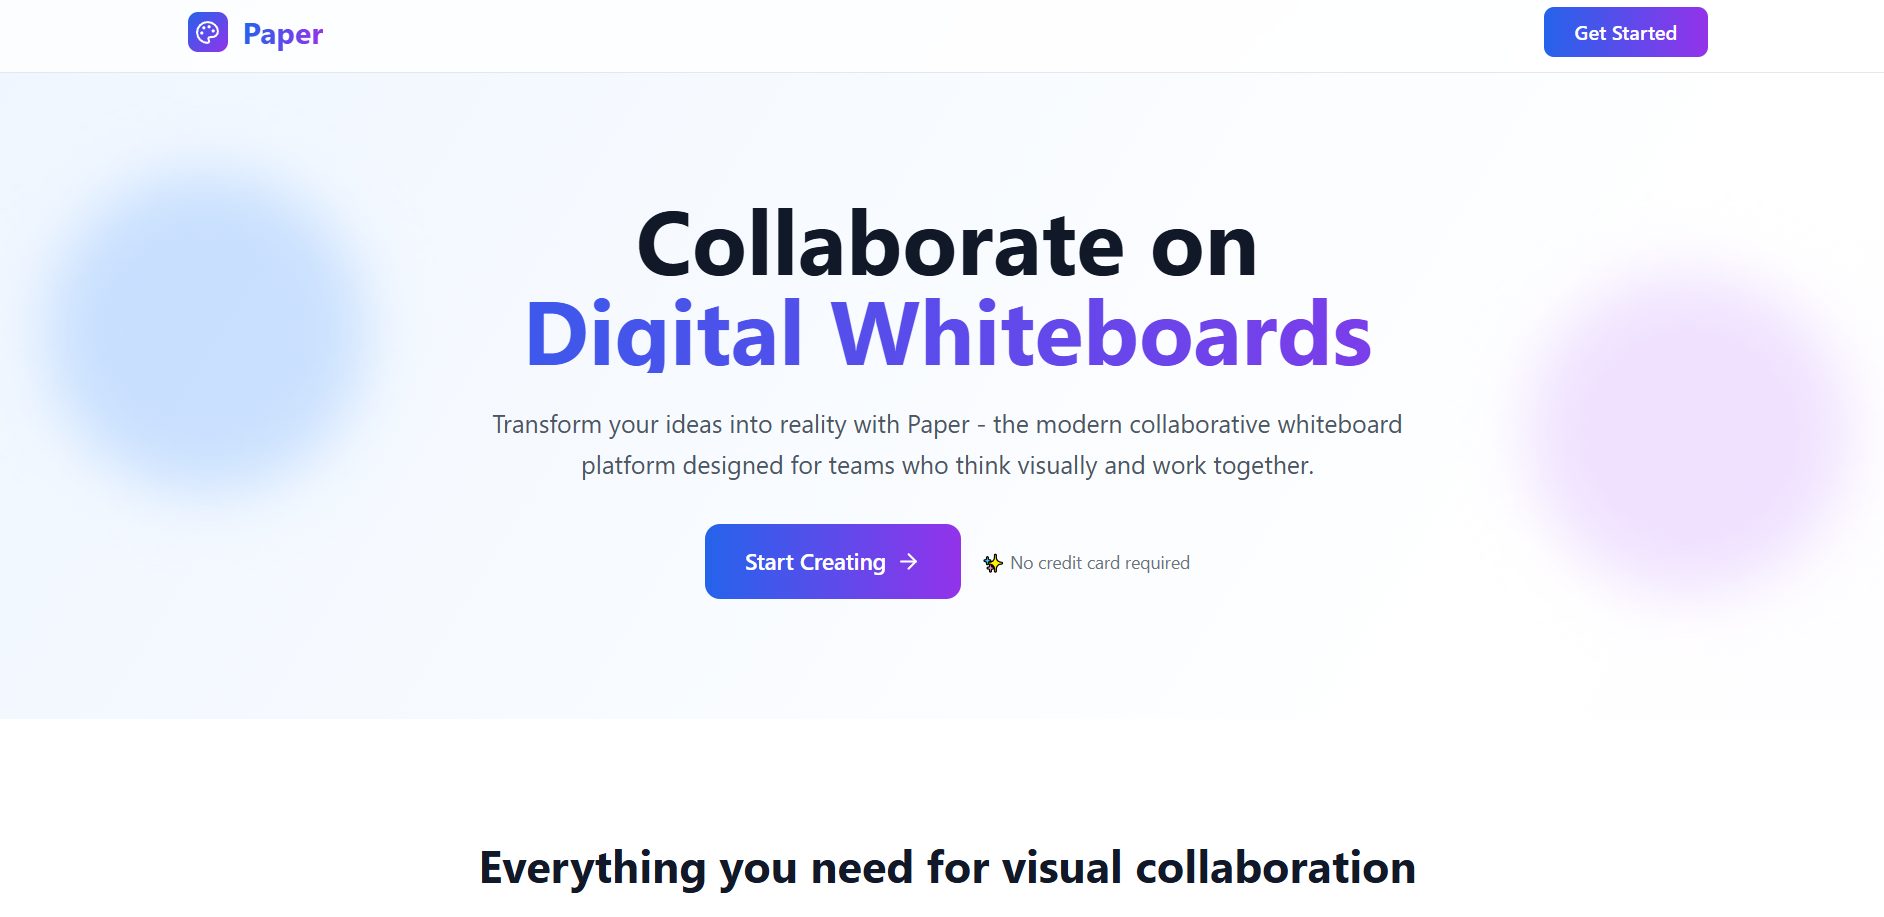 Paper
Get Started
Collaborate on
Digital Whiteboards
Transform your ideas into reality with Paper - the modern collaborative whiteboard
platform designed for teams who think visually and work together.
Start Creating →
✨ No credit card required
Everything you need for visual collaboration